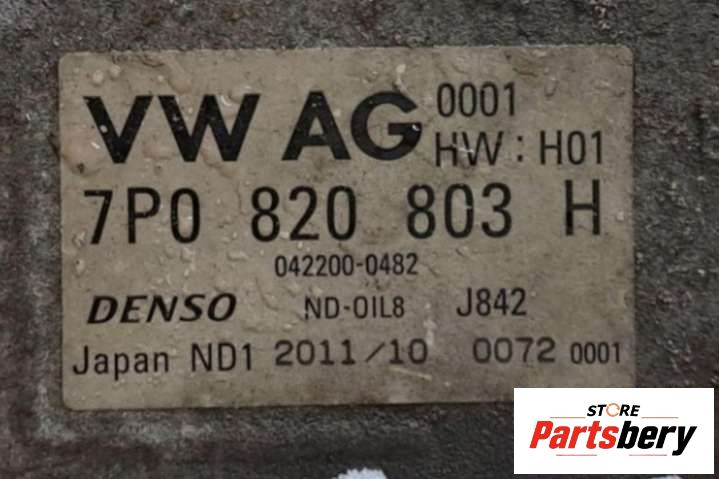 VW AG 0001
HW : H01
7P0 820 803 H
042200-0482
DENSO ND-OIL8 J842
Japan ND1 2011/10 0072 0001
STORE
Partsbery